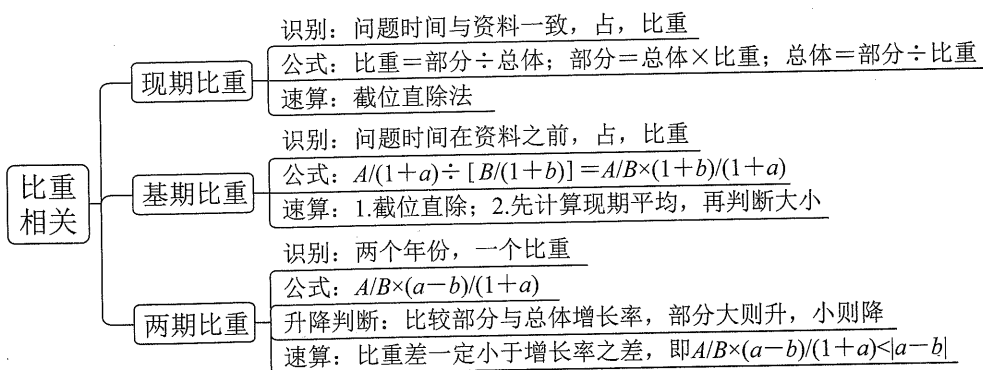 比重
相关
现期比重
识别：问题时间与资料一致，占，比重
公式：比重＝部分÷总体；部分＝总体×比重；总体＝部分÷比重
速算：截位直除法
基期比重
识别：问题时间在资料之前，占，比重
公式：A/(1＋a)÷[B/(1＋b)]＝A/B×(1＋b)/(1＋a)
速算：1.截位直除；2.先计算现期平均，再判断大小
两期比重
识别：两个年份，一个比重
公式：A/B×(a－b)/(1＋a)
升降判断：比较部分与总体增长率，部分大则升，小则降
速算：比重差一定小于增长率之差，即A/B×(a－b)/(1＋a)<|a－b|